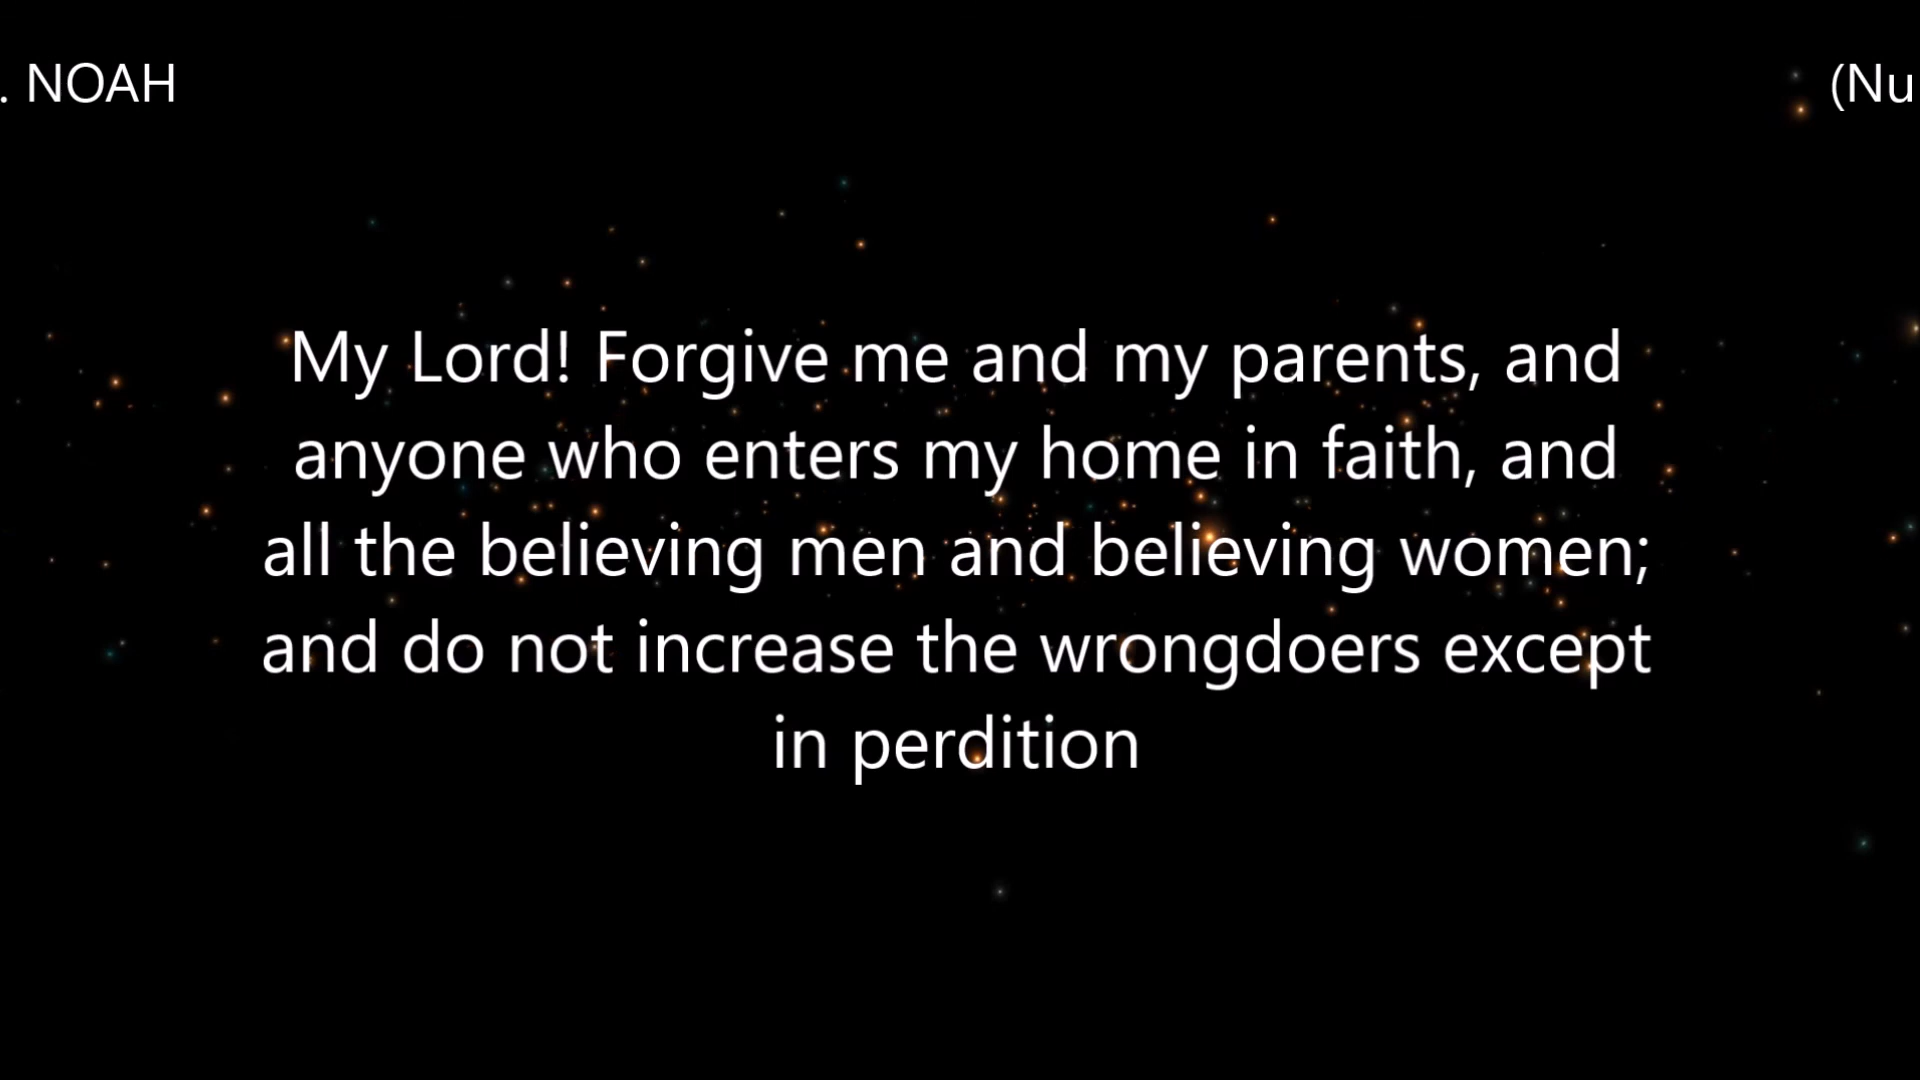 . NOAH
(Nu
My Lord! Forgive me and my parents, and
anyone who enters my home in faith, and
all the believing men and believing women;
and do not increase the wrongdoers except
in perdition